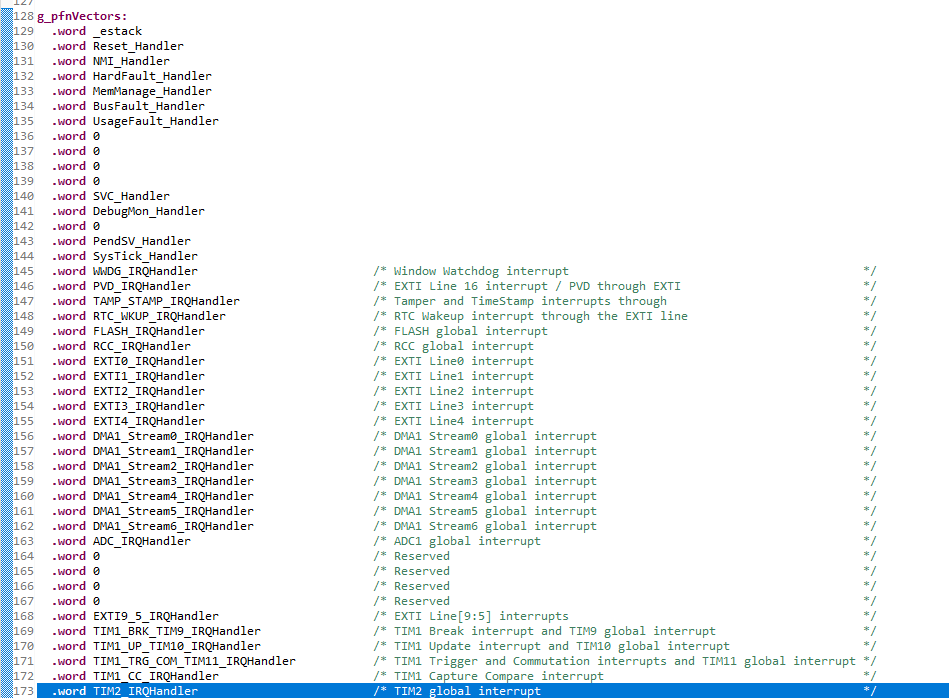 127
128 g_pfnVectors:
129 .word _estack
130 .word Reset_Handler
131 .word NMI_Handler
132 .word HardFault_Handler
133 .word MemManage_Handler
134 .word BusFault_Handler
135 .word UsageFault_Handler
136 .word 0
137 .word 0
138 .word 0
139 .word 0
140 .word SVC_Handler
141 .word DebugMon_Handler
142 .word 0
143 .word PendSV_Handler
144 .word SysTick_Handler
145 .word WWDG_IRQHandler /* Window Watchdog interrupt */
146 .word PVD_IRQHandler /* EXTI Line 16 interrupt / PVD through EXTI */
147 .word TAMP_STAMP_IRQHandler /* Tamper and TimeStamp interrupts through */
148 .word RTC_WKUP_IRQHandler /* RTC Wakeup interrupt through the EXTI line */
149 .word FLASH_IRQHandler /* FLASH global interrupt */
150 .word RCC_IRQHandler /* RCC global interrupt */
151 .word EXTI0_IRQHandler /* EXTI Line0 interrupt */
152 .word EXTI1_IRQHandler /* EXTI Line1 interrupt */
153 .word EXTI2_IRQHandler /* EXTI Line2 interrupt */
154 .word EXTI3_IRQHandler /* EXTI Line3 interrupt */
155 .word EXTI4_IRQHandler /* EXTI Line4 interrupt */
156 .word DMA1_Stream0_IRQHandler /* DMA1 Stream0 global interrupt */
157 .word DMA1_Stream1_IRQHandler /* DMA1 Stream1 global interrupt */
158 .word DMA1_Stream2_IRQHandler /* DMA1 Stream2 global interrupt */
159 .word DMA1_Stream3_IRQHandler /* DMA1 Stream3 global interrupt */
160 .word DMA1_Stream4_IRQHandler /* DMA1 Stream4 global interrupt */
161 .word DMA1_Stream5_IRQHandler /* DMA1 Stream5 global interrupt */
162 .word DMA1_Stream6_IRQHandler /* DMA1 Stream6 global interrupt */
163 .word ADC_IRQHandler /* ADC1 global interrupt */
164 .word 0 /* Reserved */
165 .word 0 /* Reserved */
166 .word 0 /* Reserved */
167 .word 0 /* Reserved */
168 .word EXTI9_5_IRQHandler /* EXTI Line[9:5] interrupts */
169 .word TIM1_BRK_TIM9_IRQHandler /* TIM1 Break interrupt and TIM9 global interrupt */
170 .word TIM1_UP_TIM10_IRQHandler /* TIM1 Update interrupt and TIM10 global interrupt */
171 .word TIM1_TRG_COM_TIM11_IRQHandler /* TIM1 Trigger and Commutation interrupts and TIM11 global interrupt */
172 .word TIM1_CC_IRQHandler /* TIM1 Capture Compare interrupt */
173 .word TIM2_IRQHandler /* TIM2 global interrupt */